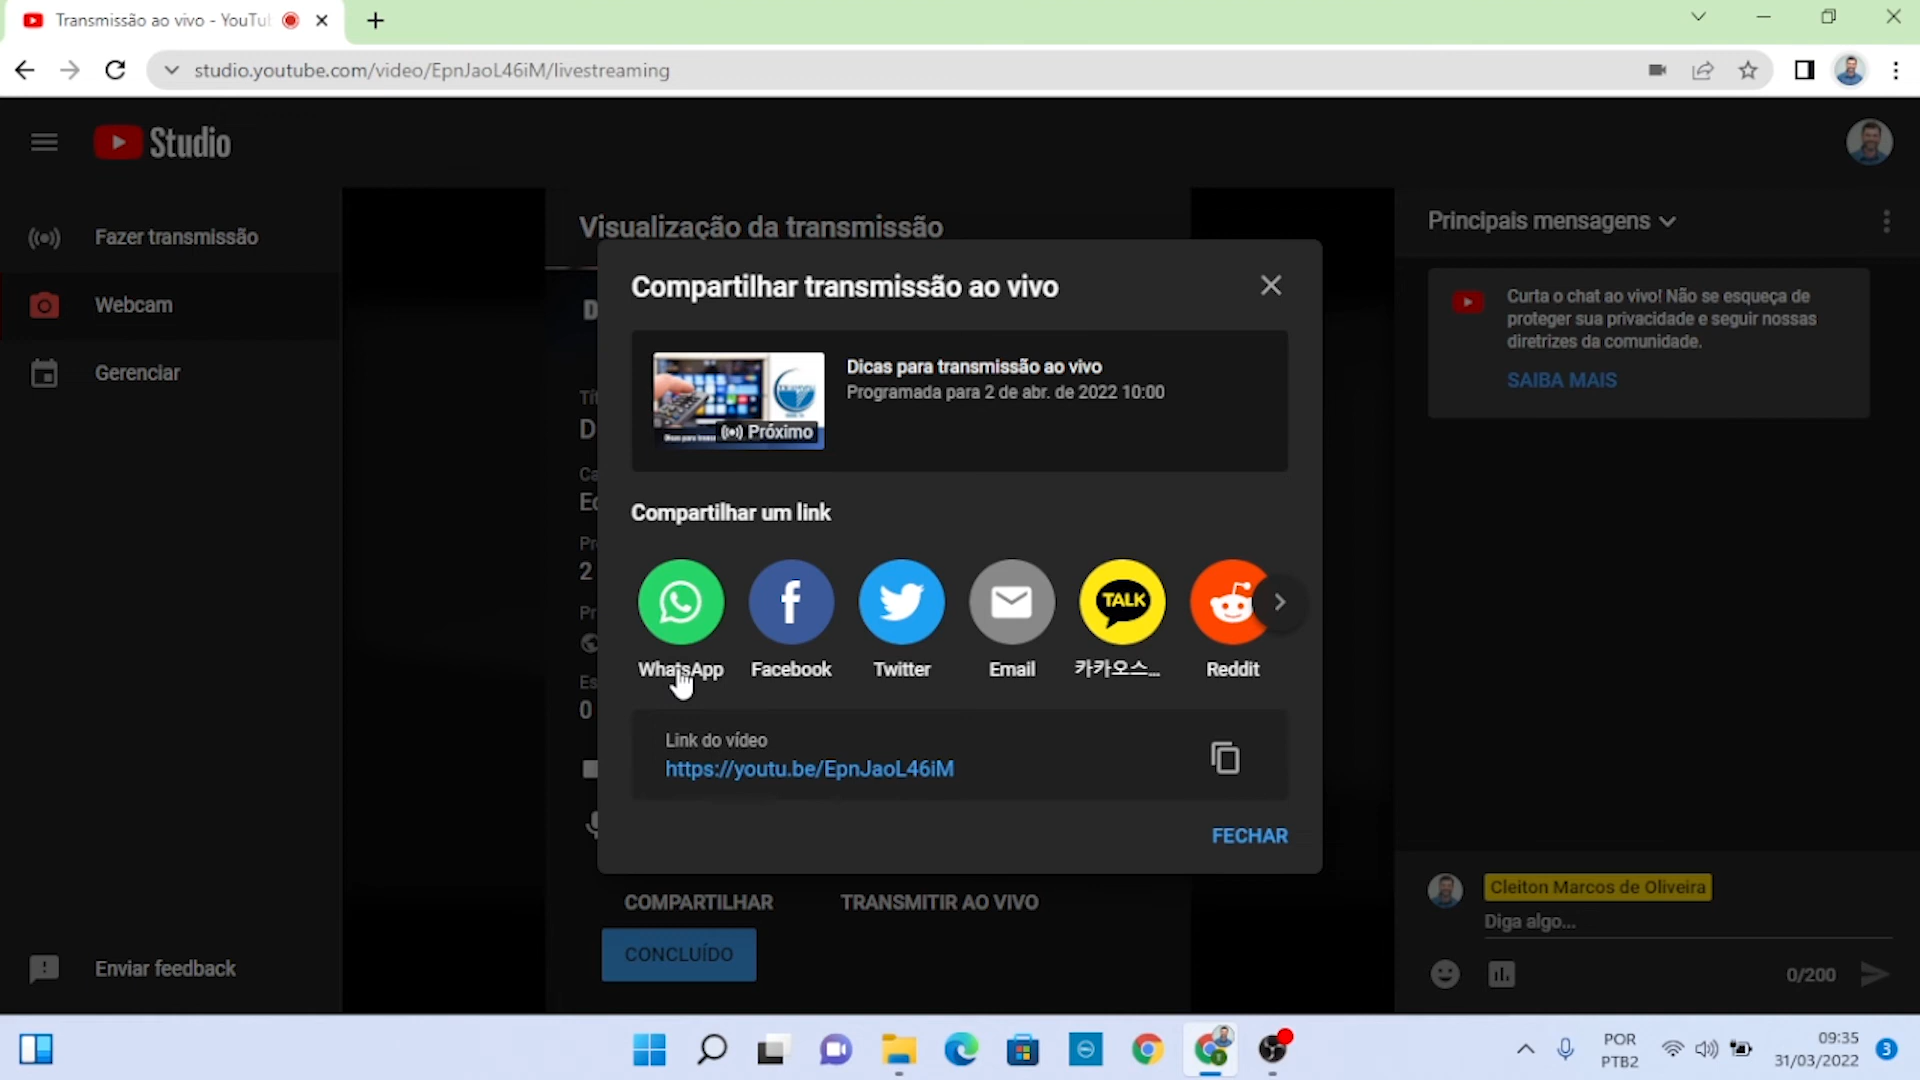 Transmissão ao vivo - YouTu
studio.youtube.com/video/EpnJaoL46iM/livestreaming
Studio
Fazer transmissão
Webcam
Gerenciar
Enviar feedback
Visualização da transmissão
Compartilhar transmissão ao vivo
Próximo
Dicas para transmissão ao vivo
Programada para 2 de abr. de 2022 10:00
Compartilhar um link
TALK
WhatsApp
Facebook
Twitter
Email
카카오스...
Reddit
Link do vídeo
https://youtu.be/EpnJaoL46iM
FECHAR
COMPARTILHAR
TRANSMITIR AO VIVO
CONCLUÍDO
Principais mensagens
Curta o chat ao vivo! Não se esqueça de
proteger sua privacidade e seguir nossas
diretrizes da comunidade.
SAIBA MAIS
Cleiton Marcos de Oliveira
Diga algo...
0/200
POR
PTB2
09:35
31/03/2022
3